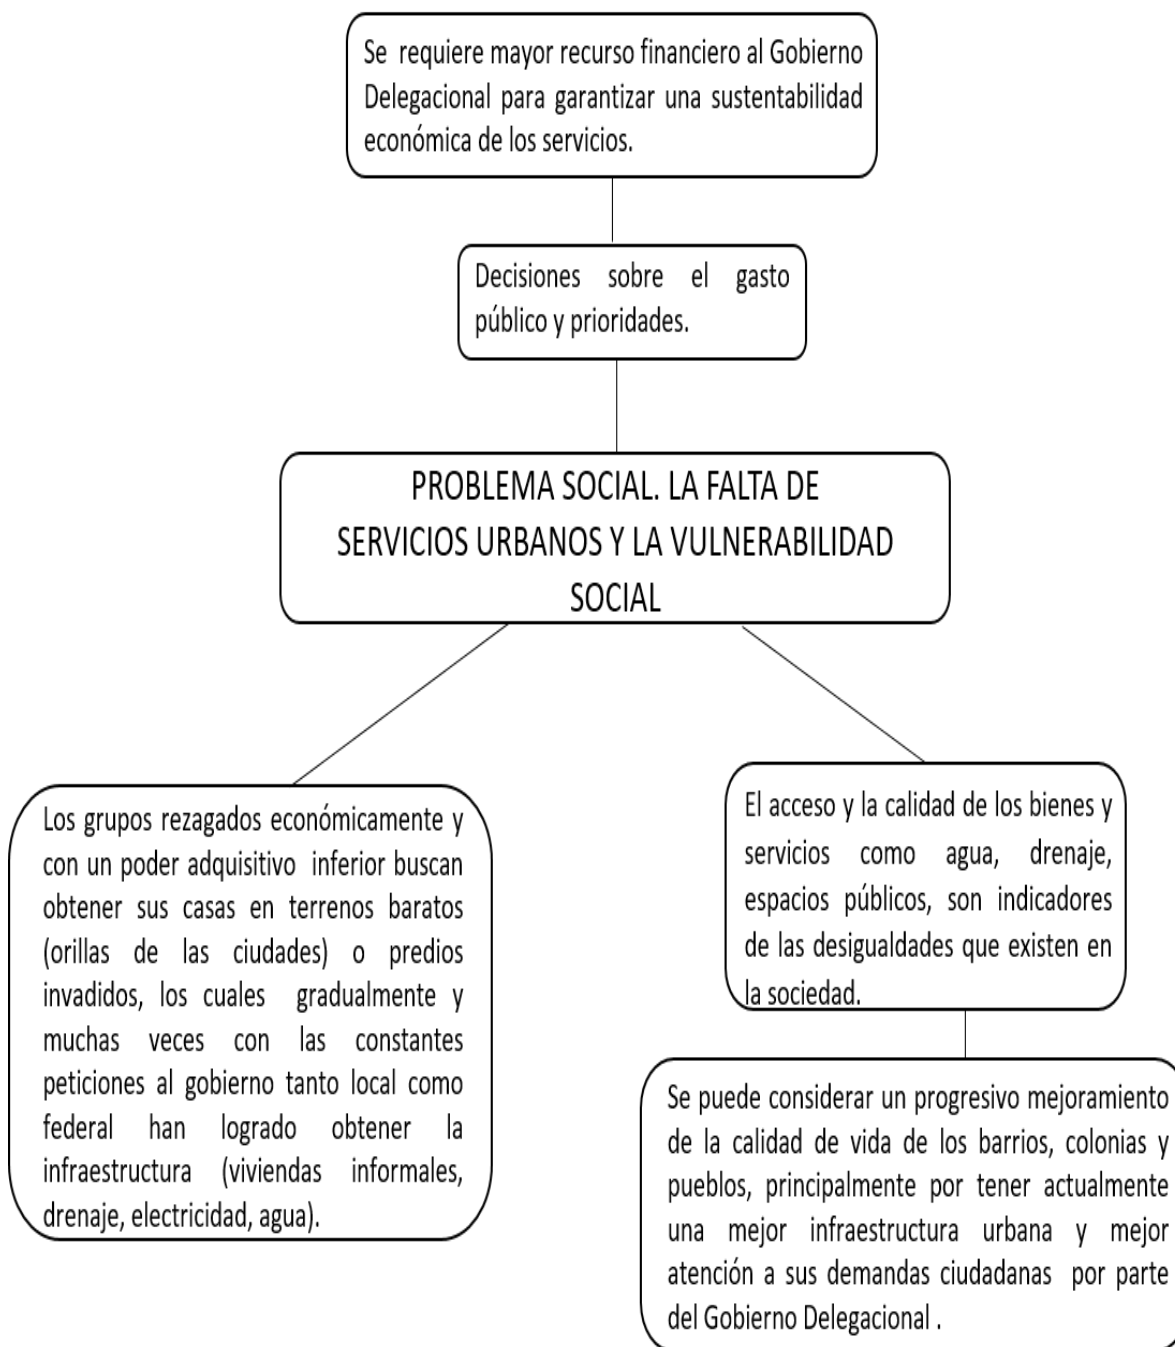 Se requiere mayor recurso financiero al Gobierno
Delegacional para garantizar una sustentabilidad
económica de los servicios.
Decisiones sobre el gasto
público y prioridades.
PROBLEMA SOCIAL. LA FALTA DE
SERVICIOS URBANOS Y LA VULNERABILIDAD
SOCIAL
Los grupos rezagados económicamente y
con un poder adquisitivo inferior buscan
obtener sus casas en terrenos baratos
(orillas de las ciudades) o predios
invadidos, los cuales gradualmente y
muchas veces con las constantes
peticiones al gobierno tanto local como
federal han logrado obtener la
infraestructura (viviendas informales,
drenaje, electricidad, agua).
El acceso y la calidad de los bienes y
servicios como agua, drenaje,
espacios públicos, son indicadores
de las desigualdades que existen en
la sociedad.
Se puede considerar un progresivo mejoramiento
de la calidad de vida de los barrios, colonias y
pueblos, principalmente por tener actualmente
una mejor infraestructura urbana y mejor
atención a sus demandas ciudadanas por parte
del Gobierno Delegacional .